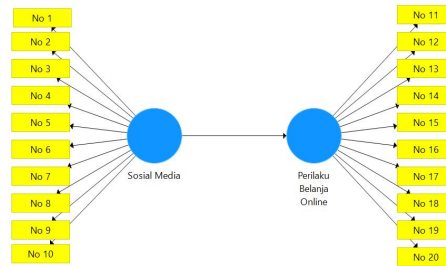 No 1
No 2
No 3
No 4
No 5
No 6
No 7
No 8
No 9
No 10
Sosial Media
Perilaku
Belanja
Online
No 11
No 12
No 13
No 14
No 15
No 16
No 17
No 18
No 19
No 20